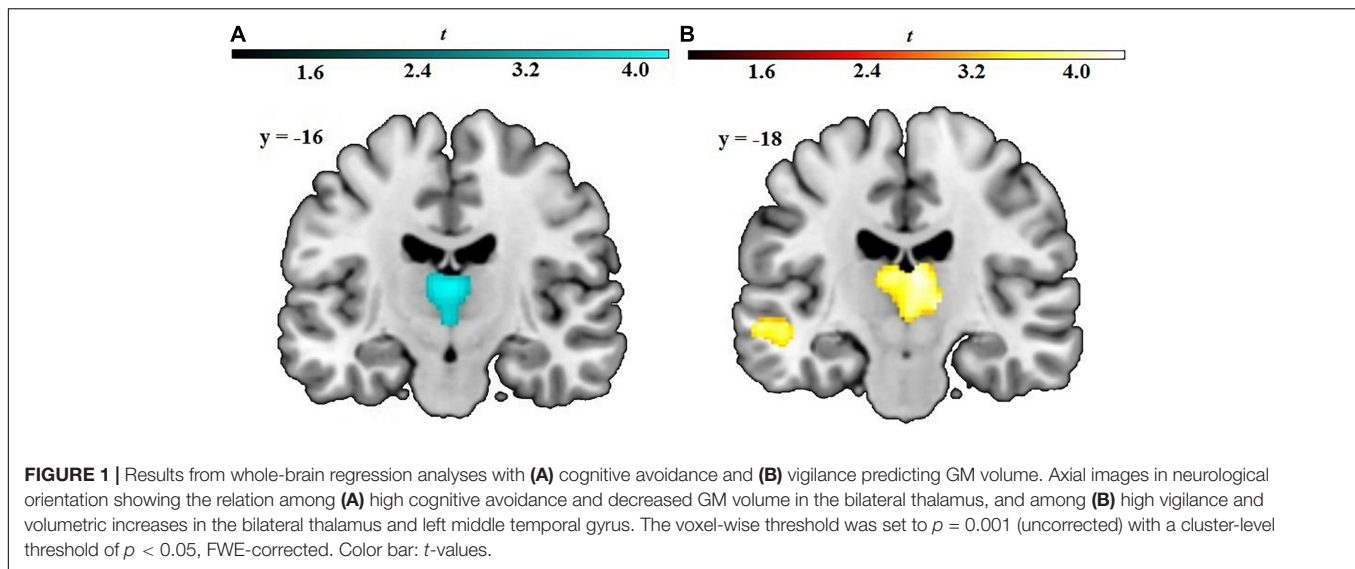 A t B t
1.6 2.4 3.2 4.0 1.6 2.4 3.2 4.0
y = -16 y = -18
FIGURE 1 | Results from whole-brain regression analyses with (A) cognitive avoidance and (B) vigilance predicting GM volume. Axial images in neurological
orientation showing the relation among (A) high cognitive avoidance and decreased GM volume in the bilateral thalamus, and among (B) high vigilance and
volumetric increases in the bilateral thalamus and left middle temporal gyrus. The voxel-wise threshold was set to p = 0.001 (uncorrected) with a cluster-level
threshold of p < 0.05, FWE-corrected. Color bar: t-values.